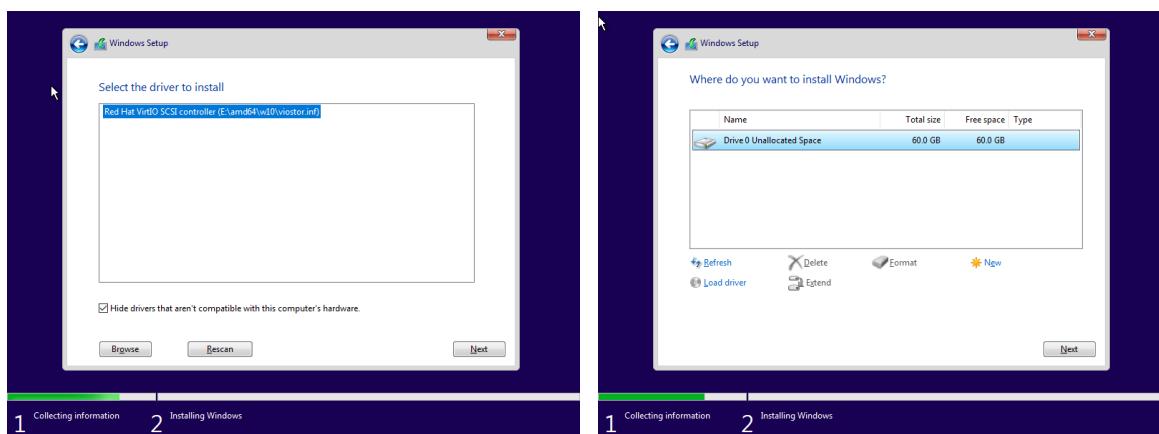 Windows Setup
Select the driver to install
Red Hat VirtIO SCSI controller (E:\amd64\w10\viostor.inf)
Hide drivers that aren't compatible with this computer's hardware.
Browse Rescan Next
1 Collecting information 2 Installing Windows
Windows Setup
Where do you want to install Windows?
Name Total size Free space Type
Drive 0 Unallocated Space 60.0 GB 60.0 GB
Refresh Delete Format New
Load driver Extend
Next
1 Collecting information 2 Installing Windows